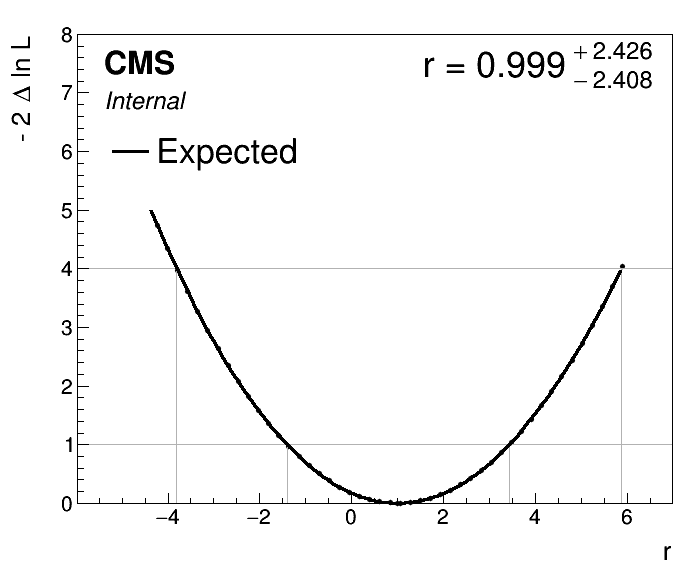 CMS
Internal
r = 0.999 +2.426 −2.408
Expected
- 2 Δ ln L
8
7
6
5
4
3
2
1
0
−4 −2 0 2 4 6
r